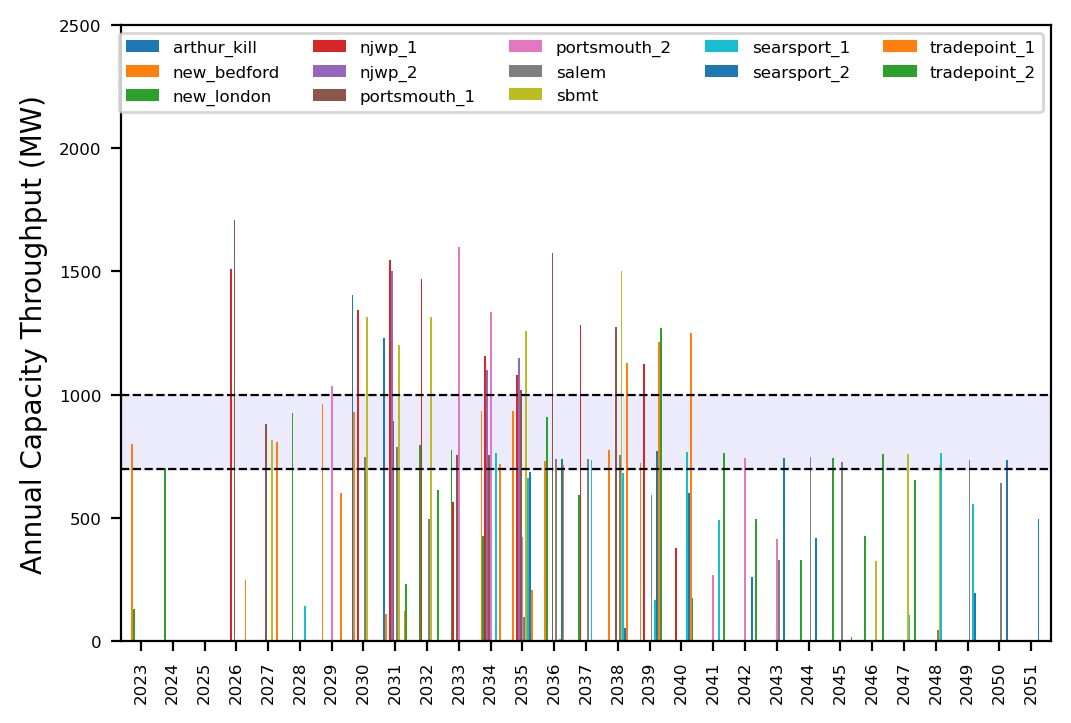 2500
arthur_kill njwp_1 portsmouth_2 searsport_1 tradepoint_1
new_bedford njwp_2 salem searsport_2 tradepoint_2
new_london portsmouth_1 sbmt
2000
1500
1000
500
0
Annual Capacity Throughput (MW)
2023 2024 2025 2026 2027 2028 2029 2030 2031 2032 2033 2034 2035 2036 2037 2038 2039 2040 2041 2042 2043 2044 2045 2046 2047 2048 2049 2050 2051